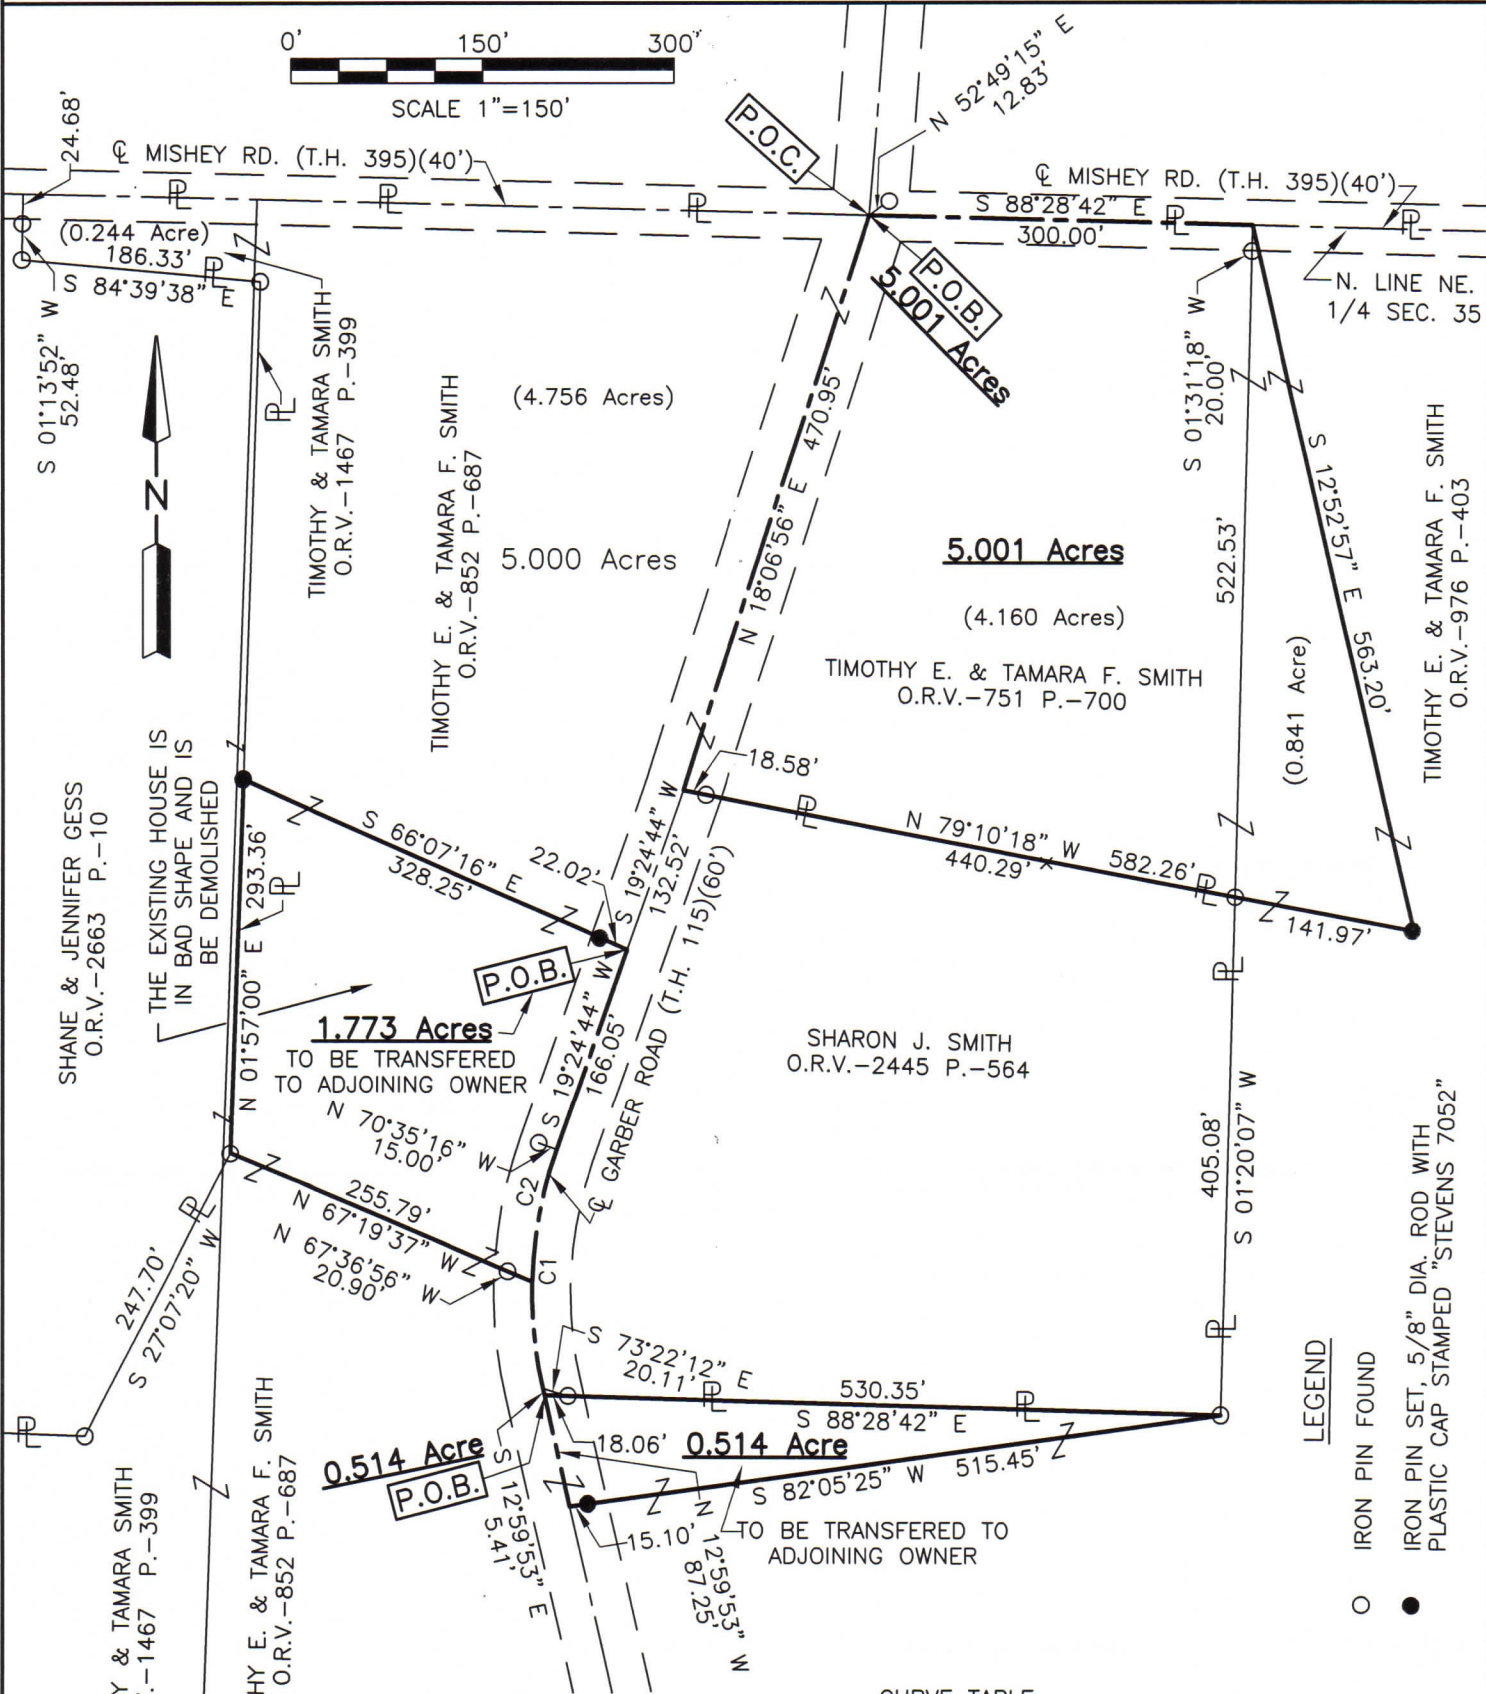 0' 150' 300'
SCALE 1"=150'
N 52°49'15" E
12.83'
P.O.C.
24.68'
℄ MISHEY RD. (T.H. 395)(40')
℄ MISHEY RD. (T.H. 395)(40')
S 88°28'42" E
300.00'
(0.244 Acre)
186.33'
S 84°39'38" E
S 01°13'52" W
52.48'
P.O.B.
5.001 Acres
N. LINE NE.
1/4 SEC. 35
S 01°31'18" W
20.00'
TIMOTHY & TAMARA SMITH
O.R.V.-1467 P.-399
TIMOTHY E. & TAMARA F. SMITH
O.R.V.-852 P.-687
(4.756 Acres)
5.000 Acres
N 18°06'56" E 470.95'
5.001 Acres
(4.160 Acres)
TIMOTHY E. & TAMARA F. SMITH
O.R.V.-751 P.-700
522.53'
S 12°52'57" E 563.20'
(0.841 Acre)
TIMOTHY E. & TAMARA F. SMITH
O.R.V.-976 P.-403
N
18.58'
N 79°10'18" W 582.26'
440.29'
141.97'
SHANE & JENNIFER GESS
O.R.V.-2663 P.-10
THE EXISTING HOUSE IS
IN BAD SHAPE AND IS
BE DEMOLISHED
N 01°57'00" E 293.36'
S 66°07'16" E
328.25'
22.02'
S 19°24'44" W
132.52'
P.O.B.
1.773 Acres
TO BE TRANSFERED
TO ADJOINING OWNER
S 19°24'44" W
166.05'
℄ GARBER ROAD (T.H. 115)(60')
SHARON J. SMITH
O.R.V.-2445 P.-564
N 70°35'16" W
15.00'
C2
C1
255.79'
N 67°19'37" W
N 67°36'56" W
20.90'
247.70'
S 27°07'20" W
405.08'
S 01°20'07" W
S 73°22'12" E
20.11'
530.35'
S 88°28'42" E
0.514 Acre
P.O.B.
18.06'
0.514 Acre
S 82°05'25" W 515.45'
S 12°59'53" E
5.41'
15.10'
N 12°59'53" W
87.25'
TO BE TRANSFERED TO
ADJOINING OWNER
LEGEND
IRON PIN FOUND
IRON PIN SET, 5/8" DIA. ROD WITH
PLASTIC CAP STAMPED "STEVENS 7052"
Y & TAMARA SMITH
.-1467 P.-399
HY E. & TAMARA F. SMITH
O.R.V.-852 P.-687
CURVE TABLE